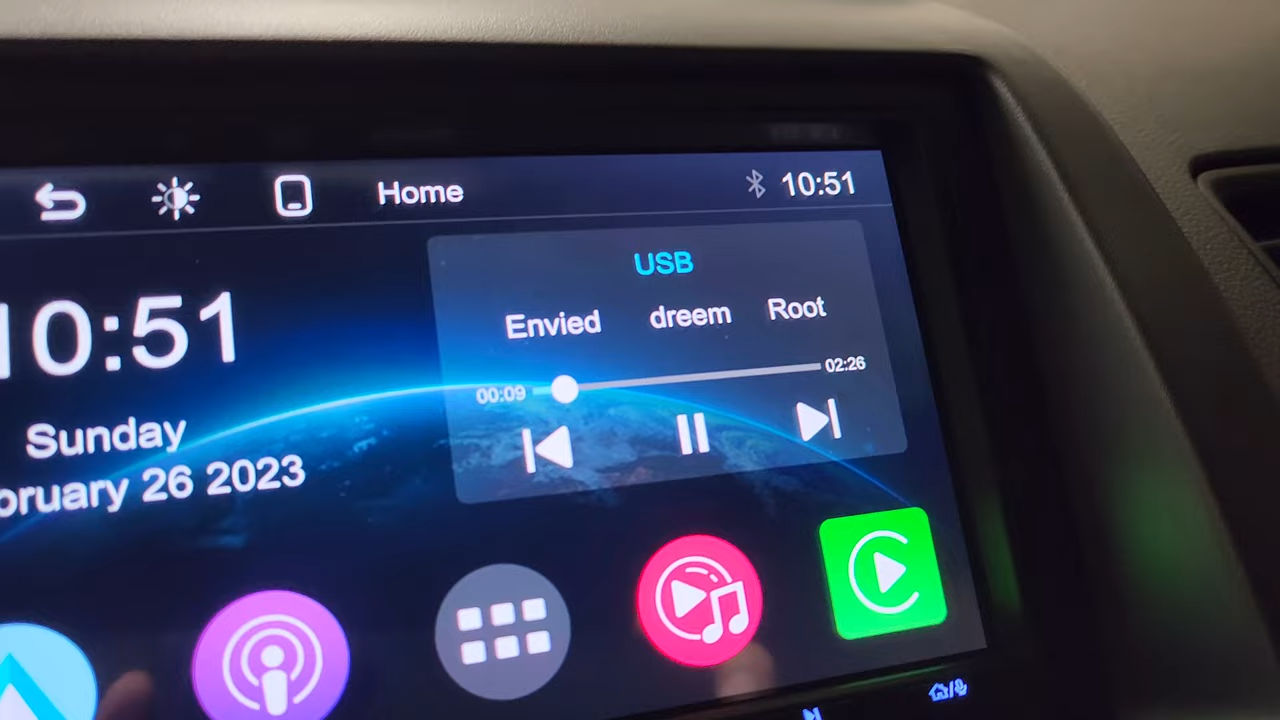 Home
10:51
10:51
Sunday
bruary 26 2023
USB
Envied dreem Root
00:09
02:26